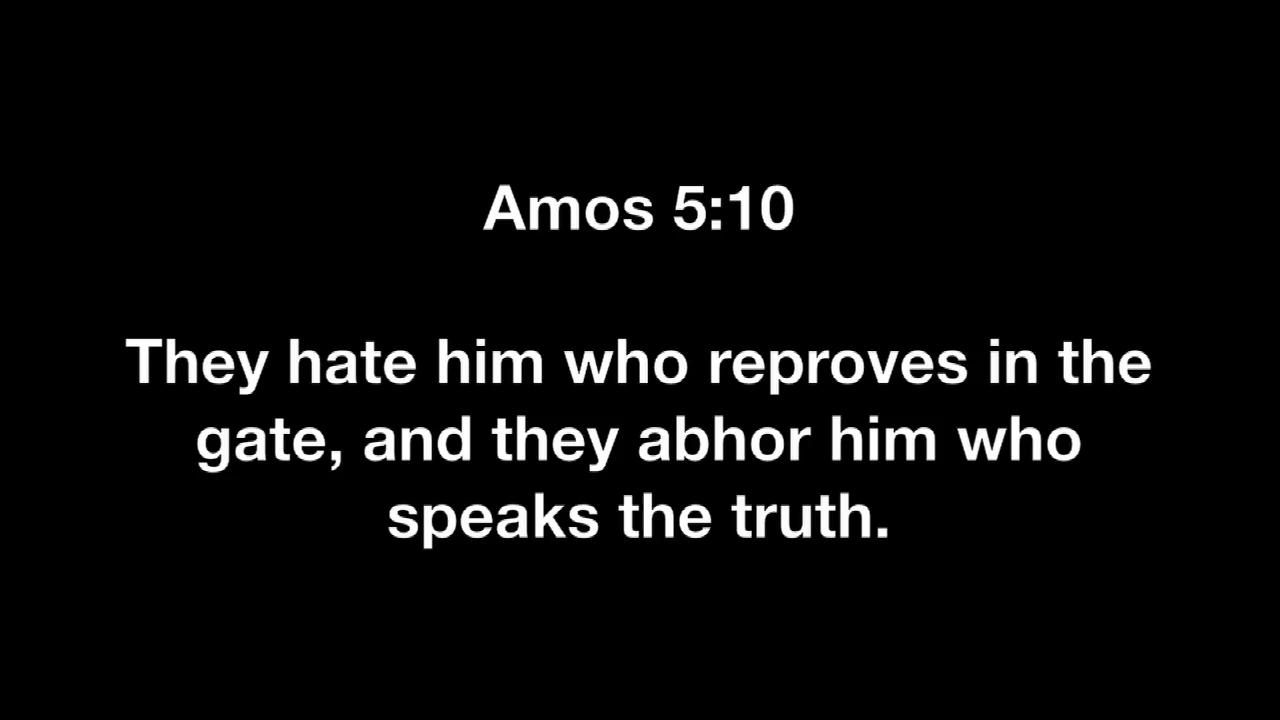 Amos 5:10
They hate him who reproves in the
gate, and they abhor him who
speaks the truth.